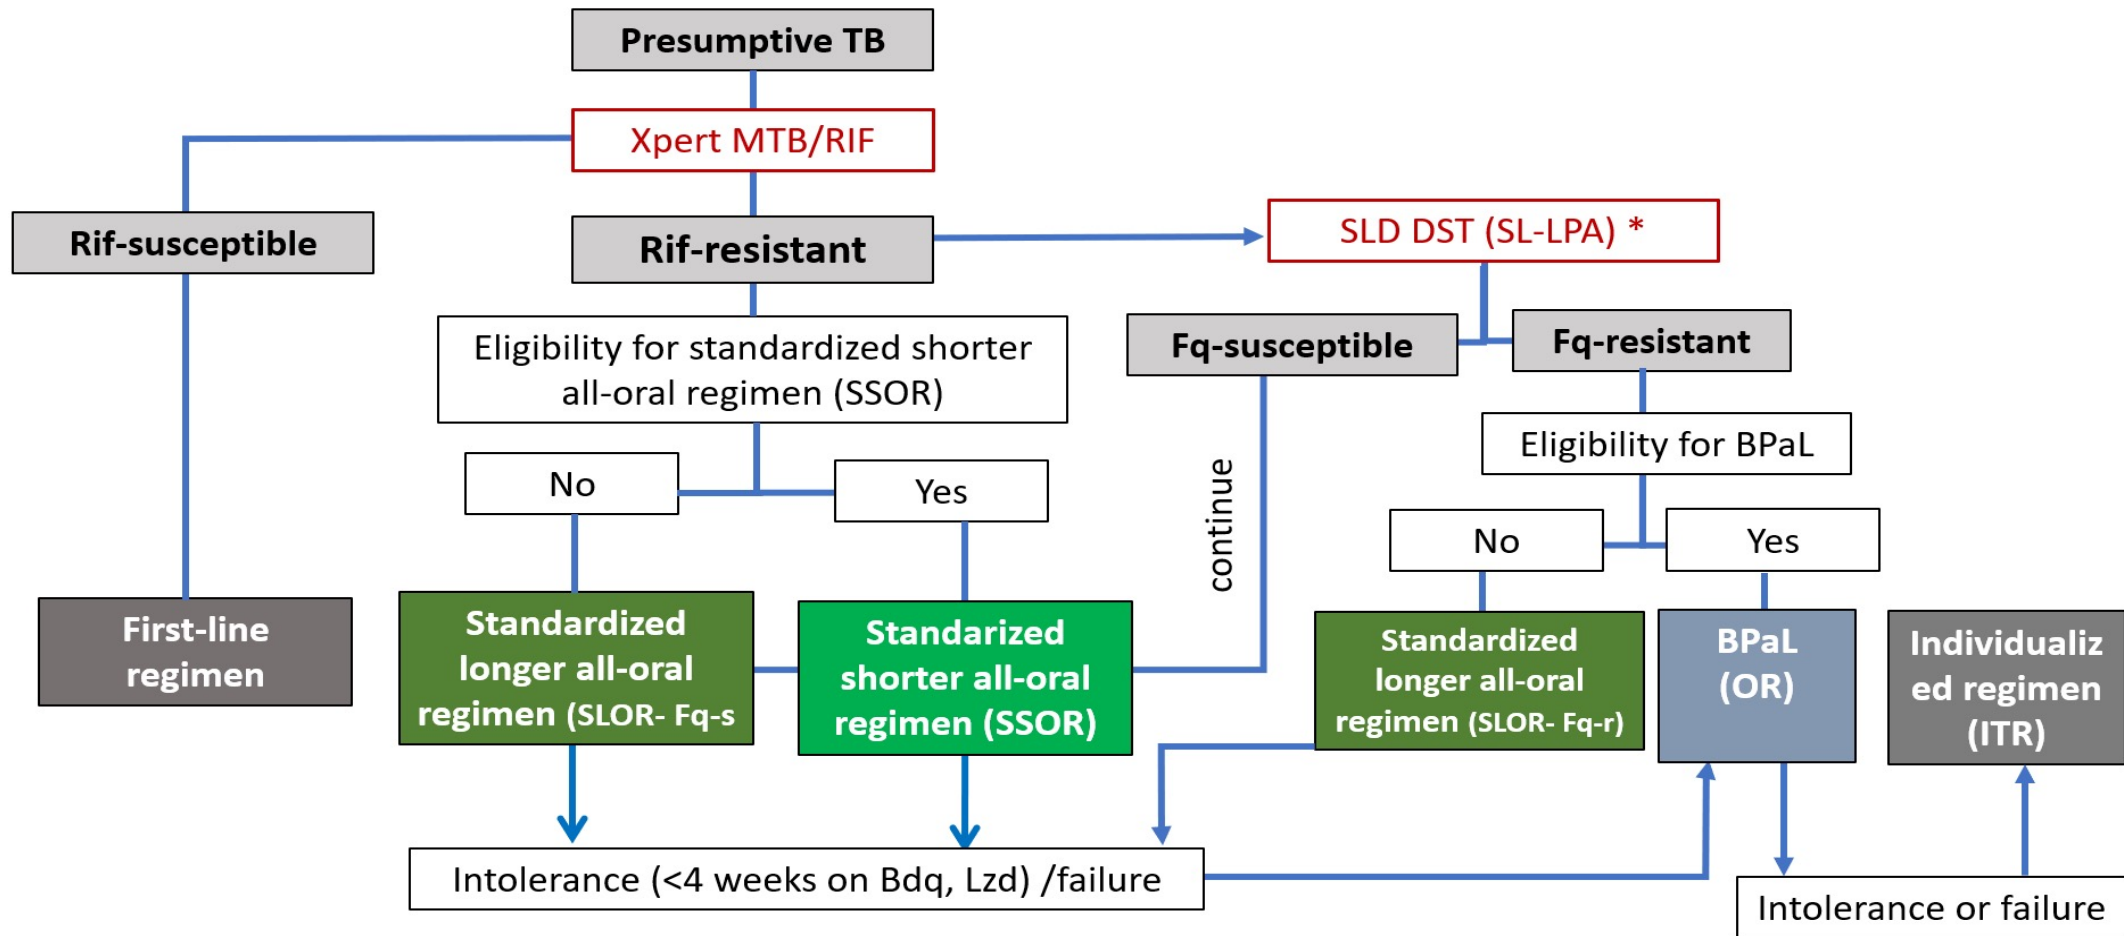 Presumptive TB
Xpert MTB/RIF
Rif-susceptible
Rif-resistant
SLD DST (SL-LPA) *
Eligibility for standardized shorter
all-oral regimen (SSOR)
Fq-susceptible
Fq-resistant
Eligibility for BPaL
No
Yes
continue
No
Yes
First-line
regimen
Standardized
longer all-oral
regimen (SLOR- Fq-s
Standarized
shorter all-oral
regimen (SSOR)
Standardized
longer all-oral
regimen (SLOR- Fq-r)
BPaL
(OR)
Individualiz
ed regimen
(ITR)
Intolerance (<4 weeks on Bdq, Lzd) /failure
Intolerance or failure